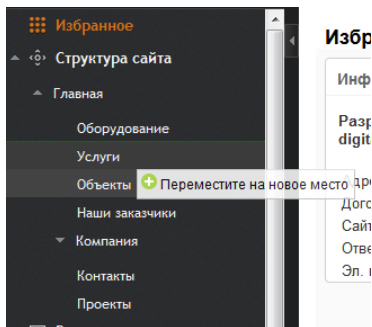 Избранное
Структура сайта
Главная
Оборудование
Услуги
Объекты
Переместите на новое место
Наши заказчики
Компания
Контакты
Проекты
Избр
Инф
Разр
digit
Дого
Сайт
Отве
Эл.